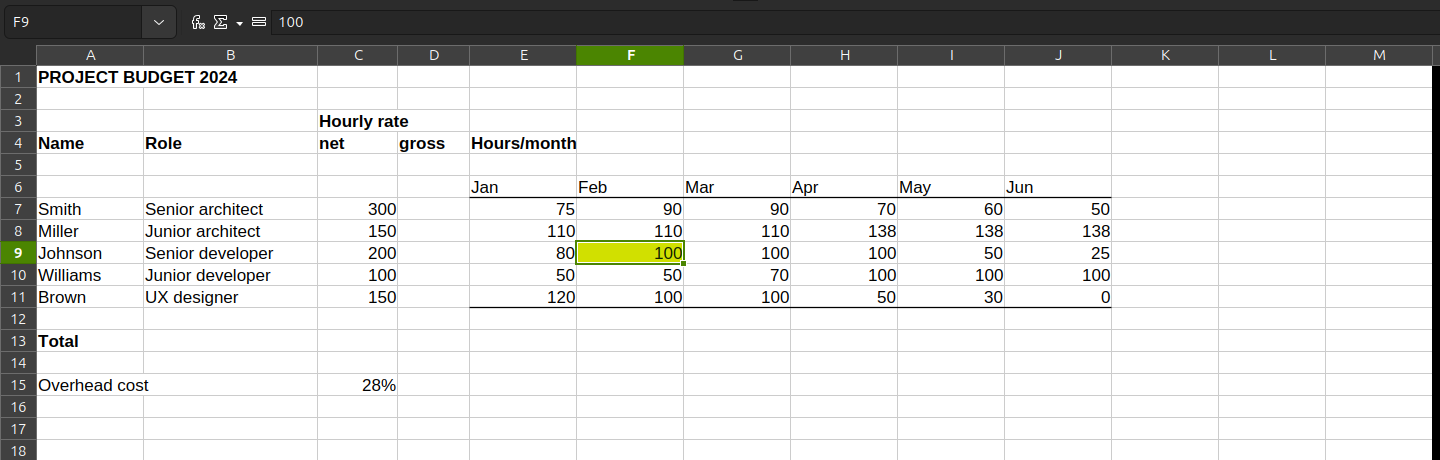 F9 100
A B C D E F G H I J K L M
1 PROJECT BUDGET 2024
2
3 Hourly rate
4 Name Role net gross Hours/month
5
6 Jan Feb Mar Apr May Jun
7 Smith Senior architect 300 75 90 90 70 60 50
8 Miller Junior architect 150 110 110 110 138 138 138
9 Johnson Senior developer 200 80 100 100 100 50 25
10 Williams Junior developer 100 50 50 70 100 100 100
11 Brown UX designer 150 120 100 100 50 30 0
12
13 Total
14
15 Overhead cost 28%
16
17
18